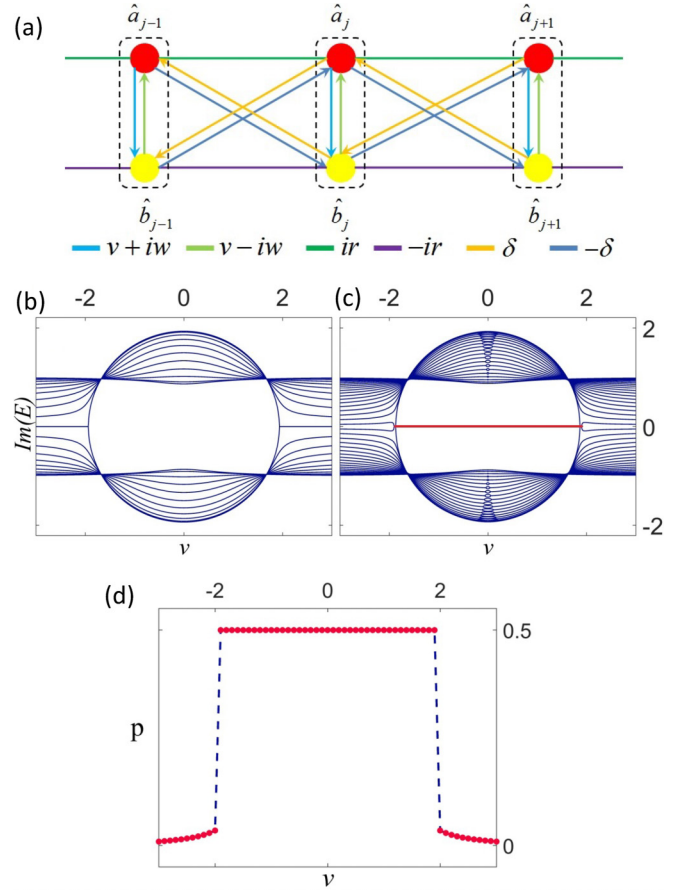 (a)
â_{j−1} â_j â_{j+1}
b̂_{j−1} b̂_j b̂_{j+1}
v + iw v − iw ir −ir δ −δ
(b) -2 0 2 (c) -2 0 2
2
Im(E) 0
-2
v v
(d) -2 0 2
0.5
p
0
v